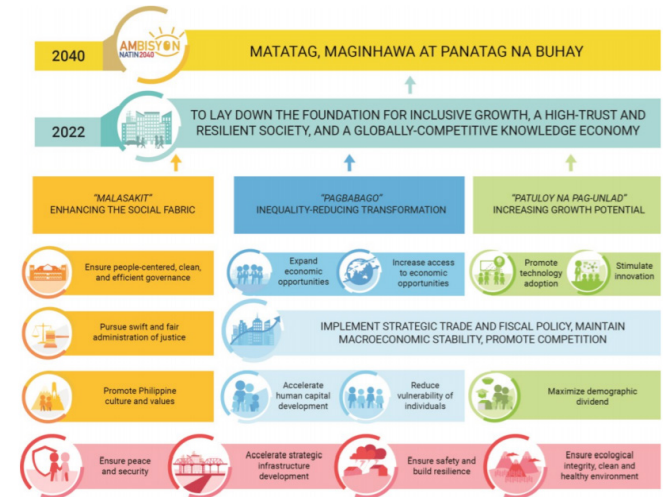 2040
AMBISYON
NATIN2040
MATATAG, MAGINHAWA AT PANATAG NA BUHAY
2022
TO LAY DOWN THE FOUNDATION FOR INCLUSIVE GROWTH, A HIGH-TRUST AND
RESILIENT SOCIETY, AND A GLOBALLY-COMPETITIVE KNOWLEDGE ECONOMY
"MALASAKIT"
ENHANCING THE SOCIAL FABRIC
"PAGBABAGO"
INEQUALITY-REDUCING TRANSFORMATION
"PATULOY NA PAG-UNLAD"
INCREASING GROWTH POTENTIAL
Ensure people-centered, clean,
and efficient governance
Expand
economic
opportunities
Increase access
to economic
opportunities
Promote
technology
adoption
Stimulate
innovation
Pursue swift and fair
administration of justice
IMPLEMENT STRATEGIC TRADE AND FISCAL POLICY, MAINTAIN
MACROECONOMIC STABILITY, PROMOTE COMPETITION
Promote Philippine
culture and values
Accelerate
human capital
development
Reduce
vulnerability of
individuals
Maximize demographic
dividend
Ensure peace
and security
Accelerate strategic
infrastructure
development
Ensure safety and
build resilience
Ensure ecological
integrity, clean and
healthy environment